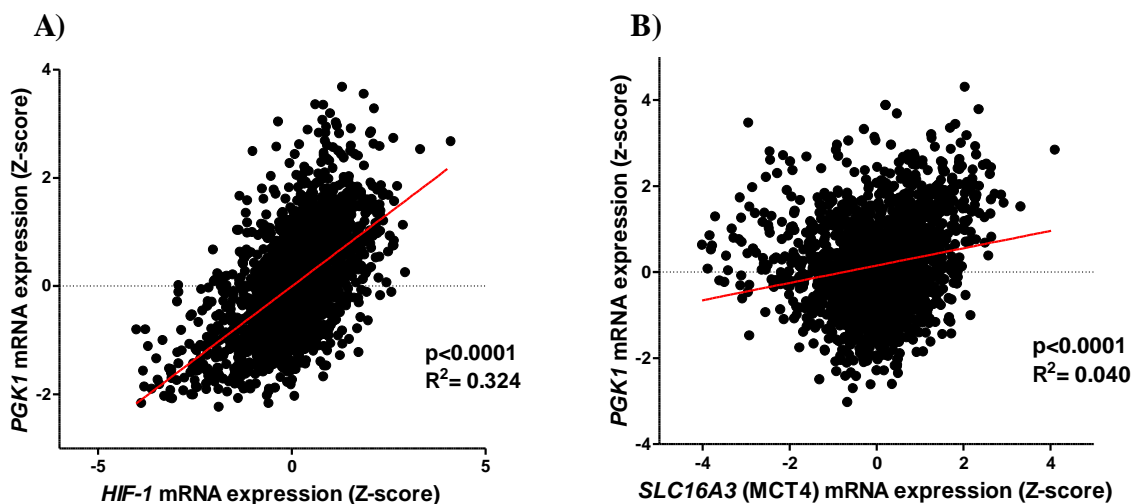 A)
PGK1 mRNA expression (Z-score)
4
2
0
-2
p<0.0001
R²= 0.324
-5
0
5
HIF-1 mRNA expression (Z-score)
B)
PGK1 mRNA expression (z-score)
4
2
0
-2
-4
p<0.0001
R²= 0.040
-4
-2
0
2
4
SLC16A3 (MCT4) mRNA expression (Z-score)